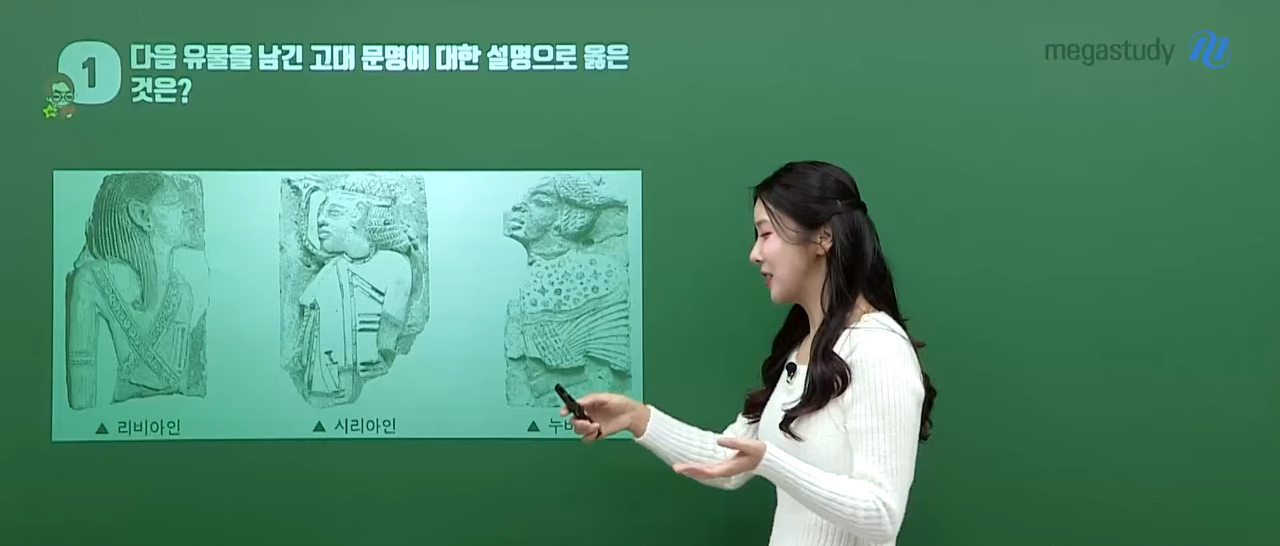 megastudy
1 다음 유물을 남긴 고대 문명에 대한 설명으로 옳은
것은?
▲ 리비아인 ▲ 시리아인 ▲